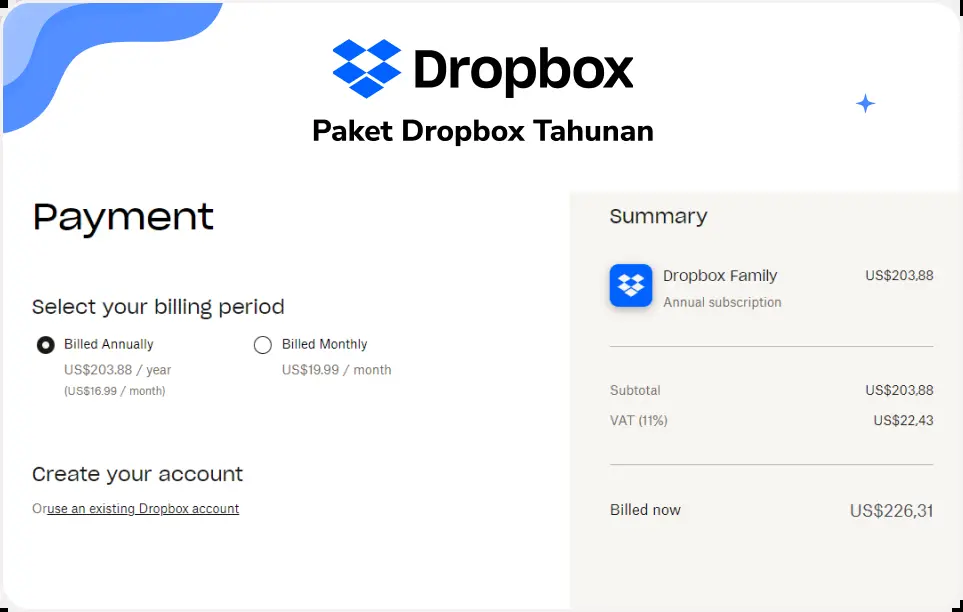 Dropbox
Paket Dropbox Tahunan
Payment
Select your billing period
Billed Annually
US$203.88 / year
(US$16.99 / month)
Billed Monthly
US$19.99 / month
Create your account
Oruse an existing Dropbox account
Summary
Dropbox Family US$203,88
Annual subscription
Subtotal US$203,88
VAT (11%) US$22,43
Billed now US$226,31